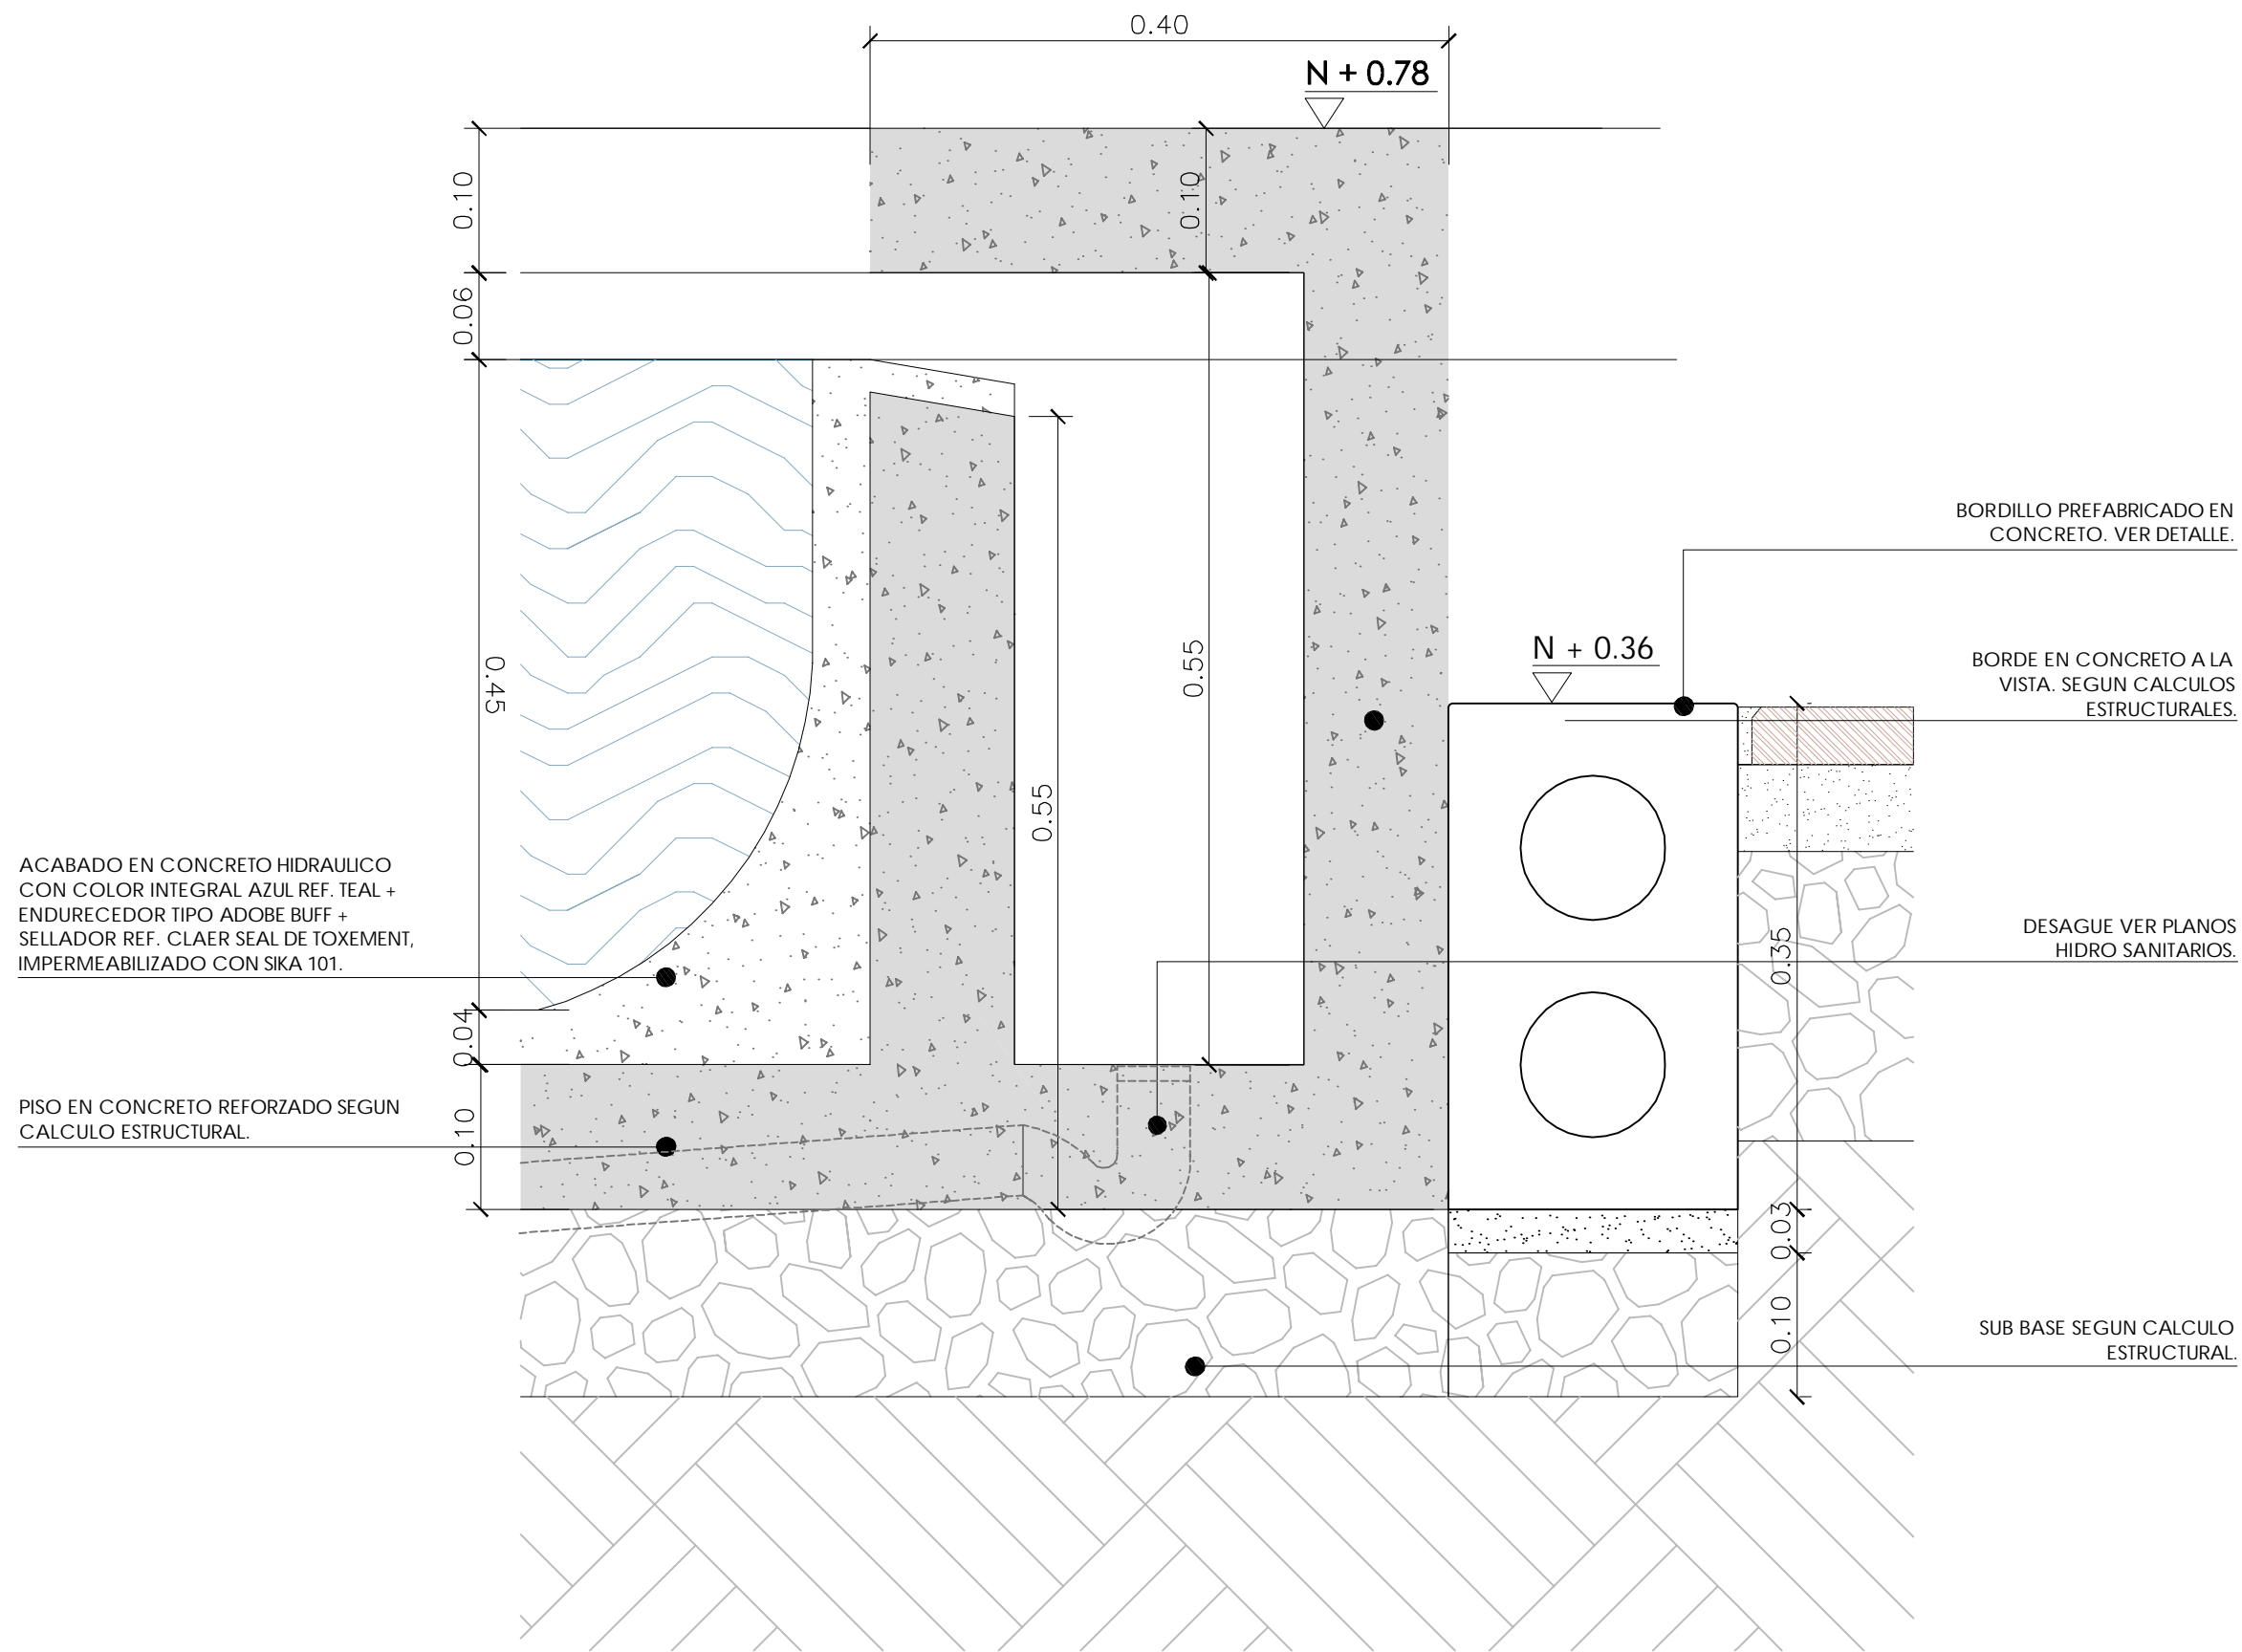 0.40
N + 0.78
0.10
0.10
0.06
BORDILLO PREFABRICADO EN
CONCRETO. VER DETALLE.
N + 0.36
BORDE EN CONCRETO A LA
VISTA. SEGUN CALCULOS
ESTRUCTURALES.
0.45
0.55
0.55
ACABADO EN CONCRETO HIDRAULICO
CON COLOR INTEGRAL AZUL REF. TEAL +
ENDURECEDOR TIPO ADOBE BUFF +
SELLADOR REF. CLAER SEAL DE TOXEMENT,
IMPERMEABILIZADO CON SIKA 101.
DESAGUE VER PLANOS
HIDRO SANITARIOS.
0.35
0.04
PISO EN CONCRETO REFORZADO SEGUN
CALCULO ESTRUCTURAL.
0.10
0.03
0.10
SUB BASE SEGUN CALCULO
ESTRUCTURAL.